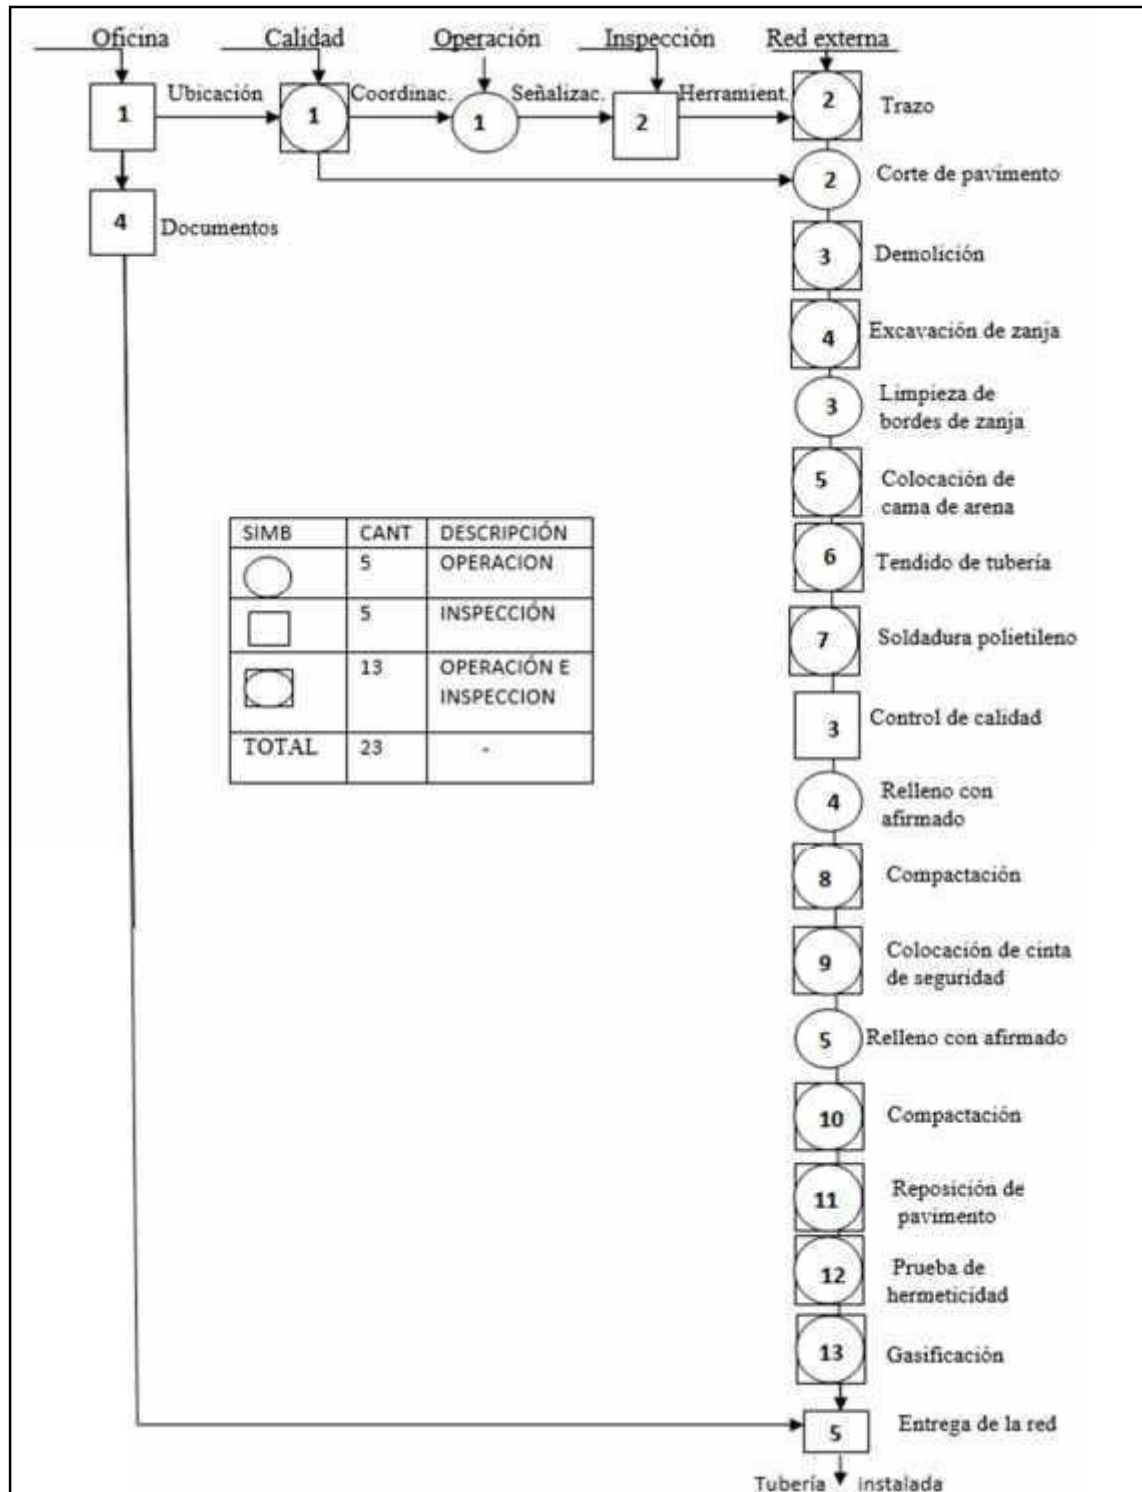 Oficina Calidad Operación Inspección Red externa
Ubicación Coordinac. Señalizac. Herramient.
1 1 1 2 2 Trazo
2 Corte de pavimento
4 Documentos
3 Demolición
4 Excavación de zanja
3 Limpieza de
bordes de zanja
5 Colocación de
cama de arena
SIMB CANT DESCRIPCIÓN
5 OPERACION
5 INSPECCIÓN
13 OPERACIÓN E
INSPECCION
TOTAL 23 -
6 Tendido de tubería
7 Soldadura polietileno
3 Control de calidad
4 Relleno con
afirmado
8 Compactación
9 Colocación de cinta
de seguridad
5 Relleno con afirmado
10 Compactación
11 Reposición de
pavimento
12 Prueba de
hermeticidad
13 Gasificación
5 Entrega de la red
Tubería instalada